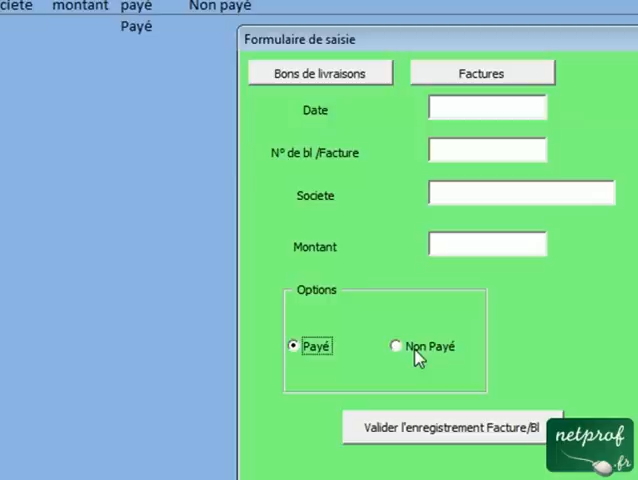 ciete montant payé Non payé
Payé
Formulaire de saisie
Bons de livraisons Factures
Date
N° de bl /Facture
Societe
Montant
Options
Payé Non Payé
Valider l'enregistrement Facture/Bl
netprof
.fr